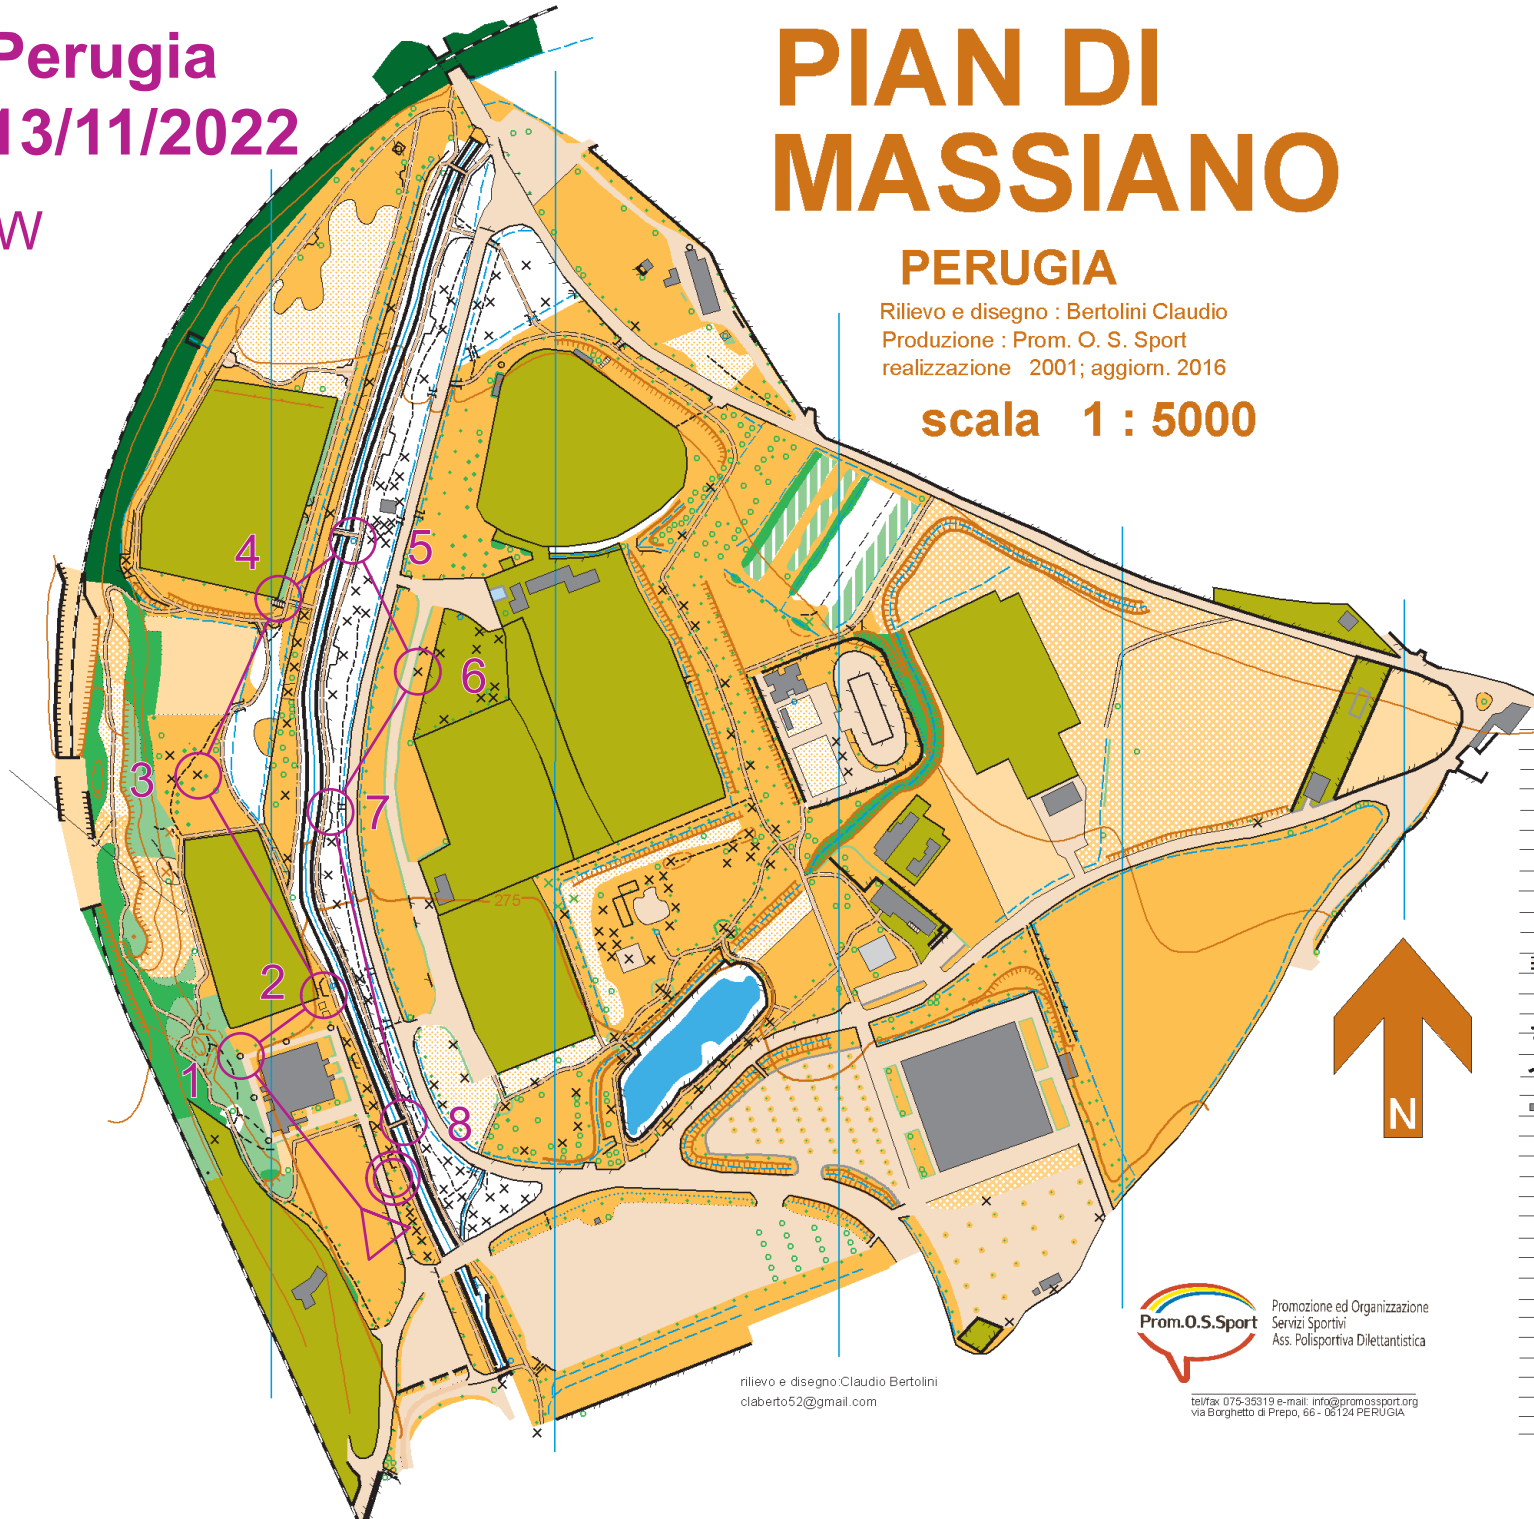 Perugia
13/11/2022
W
PIAN DI
MASSIANO
PERUGIA
Rilievo e disegno : Bertolini Claudio
Produzione : Prom. O. S. Sport
realizzazione 2001; aggiorn. 2016
scala 1 : 5000
4
5
6
3
7
275
2
1
8
N
Prom.O.S.Sport
Promozione ed Organizzazione
Servizi Sportivi
Ass. Polisportiva Dilettantistica
rilievo e disegno:Claudio Bertolini
claberto52@gmail.com
tel/fax 075-35319 e-mail: info@promossport.org
via Borghetto di Prepo, 66 - 06124 PERUGIA